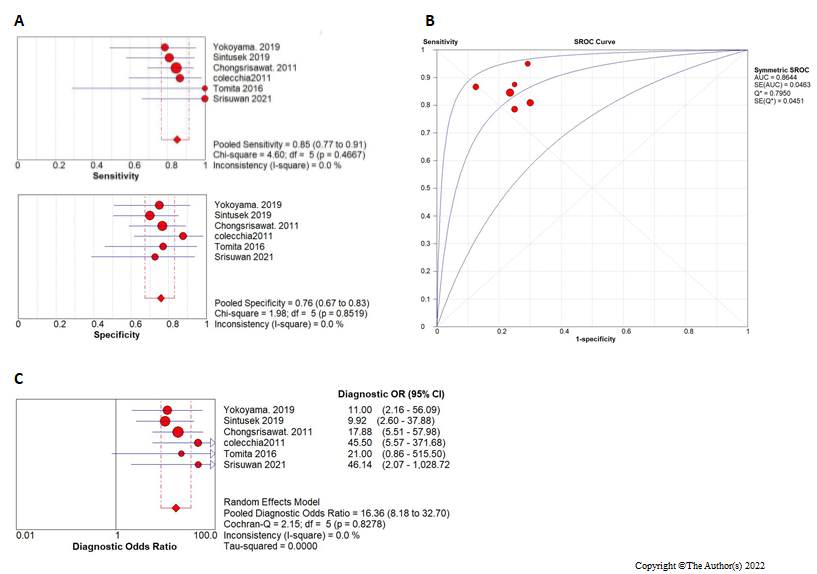 A
Yokoyama. 2019
Sintusek 2019
Chongsrisawat. 2011
colecchia2011
Tomita 2016
Srisuwan 2021
Pooled Sensitivity = 0.85 (0.77 to 0.91)
Chi-square = 4.60; df = 5 (p = 0.4667)
Inconsistency (I-square) = 0.0 %
0 0.2 0.4 0.6 0.8 1
Sensitivity
Yokoyama. 2019
Sintusek 2019
Chongsrisawat. 2011
colecchia2011
Tomita 2016
Srisuwan 2021
Pooled Specificity = 0.76 (0.67 to 0.83)
Chi-square = 1.98; df = 5 (p = 0.8519)
Inconsistency (I-square) = 0.0 %
0 0.2 0.4 0.6 0.8 1
Specificity
B
Sensitivity SROC Curve
1
0.9
0.8
0.7
0.6
0.5
0.4
0.3
0.2
0.1
0
0 0.2 0.4 0.6 0.8 1
1-specificity
Symmetric SROC
AUC = 0.8644
SE(AUC) = 0.0463
Q* = 0.7950
SE(Q*) = 0.0451
C
Diagnostic OR (95% CI)
Yokoyama. 2019 11.00 (2.16 - 56.09)
Sintusek 2019 9.92 (2.60 - 37.88)
Chongsrisawat. 2011 17.88 (5.51 - 57.98)
colecchia2011 45.50 (5.57 - 371.68)
Tomita 2016 21.00 (0.86 - 515.50)
Srisuwan 2021 46.14 (2.07 - 1,028.72
Random Effects Model
Pooled Diagnostic Odds Ratio = 16.36 (8.18 to 32.70)
Cochran-Q = 2.15; df = 5 (p = 0.8278)
Inconsistency (I-square) = 0.0 %
Tau-squared = 0.0000
0.01 1 100.0
Diagnostic Odds Ratio
Copyright ©The Author(s) 2022